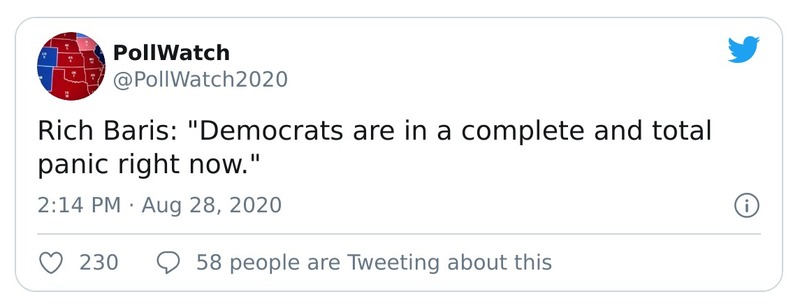 PollWatch
@PollWatch2020
Rich Baris: "Democrats are in a complete and total
panic right now."
2:14 PM · Aug 28, 2020
230 58 people are Tweeting about this